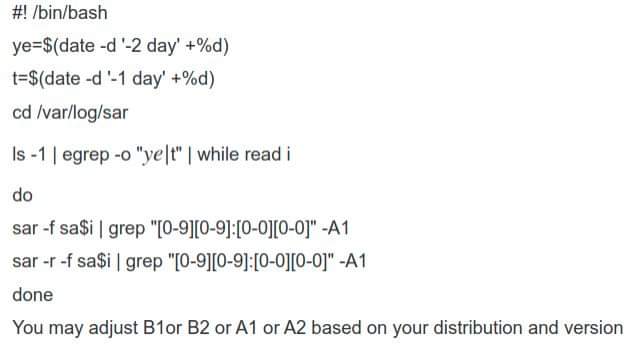 #! /bin/bash
ye=$(date -d '-2 day' +%d)
t=$(date -d '-1 day' +%d)
cd /var/log/sar
ls -1 | egrep -o "ye|t" | while read i
do
sar -f sa$i | grep "[0-9][0-9]:[0-0][0-0]" -A1
sar -r -f sa$i | grep "[0-9][0-9]:[0-0][0-0]" -A1
done
You may adjust B1or B2 or A1 or A2 based on your distribution and version